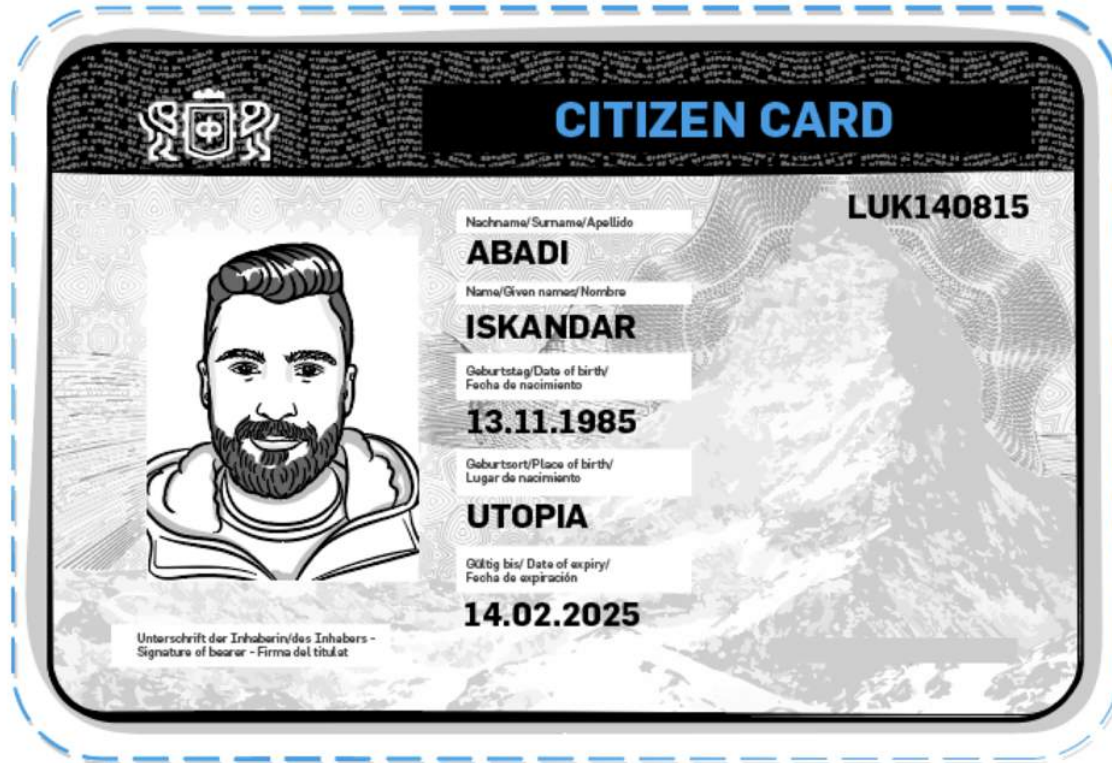 CITIZEN CARD
LUK140815
Nachname/Surname/Apellido
ABADI
Name/Given names/Nombre
ISKANDAR
Geburtstag/Date of birth/
Fecha de nacimiento
13.11.1985
Geburtsort/Place of birth/
Lugar de nacimiento
UTOPIA
Gültig bis/ Date of expiry/
Fecha de expiración
14.02.2025
Unterschrift der Inhaberin/des Inhabers -
Signature of bearer - Firma del titulat